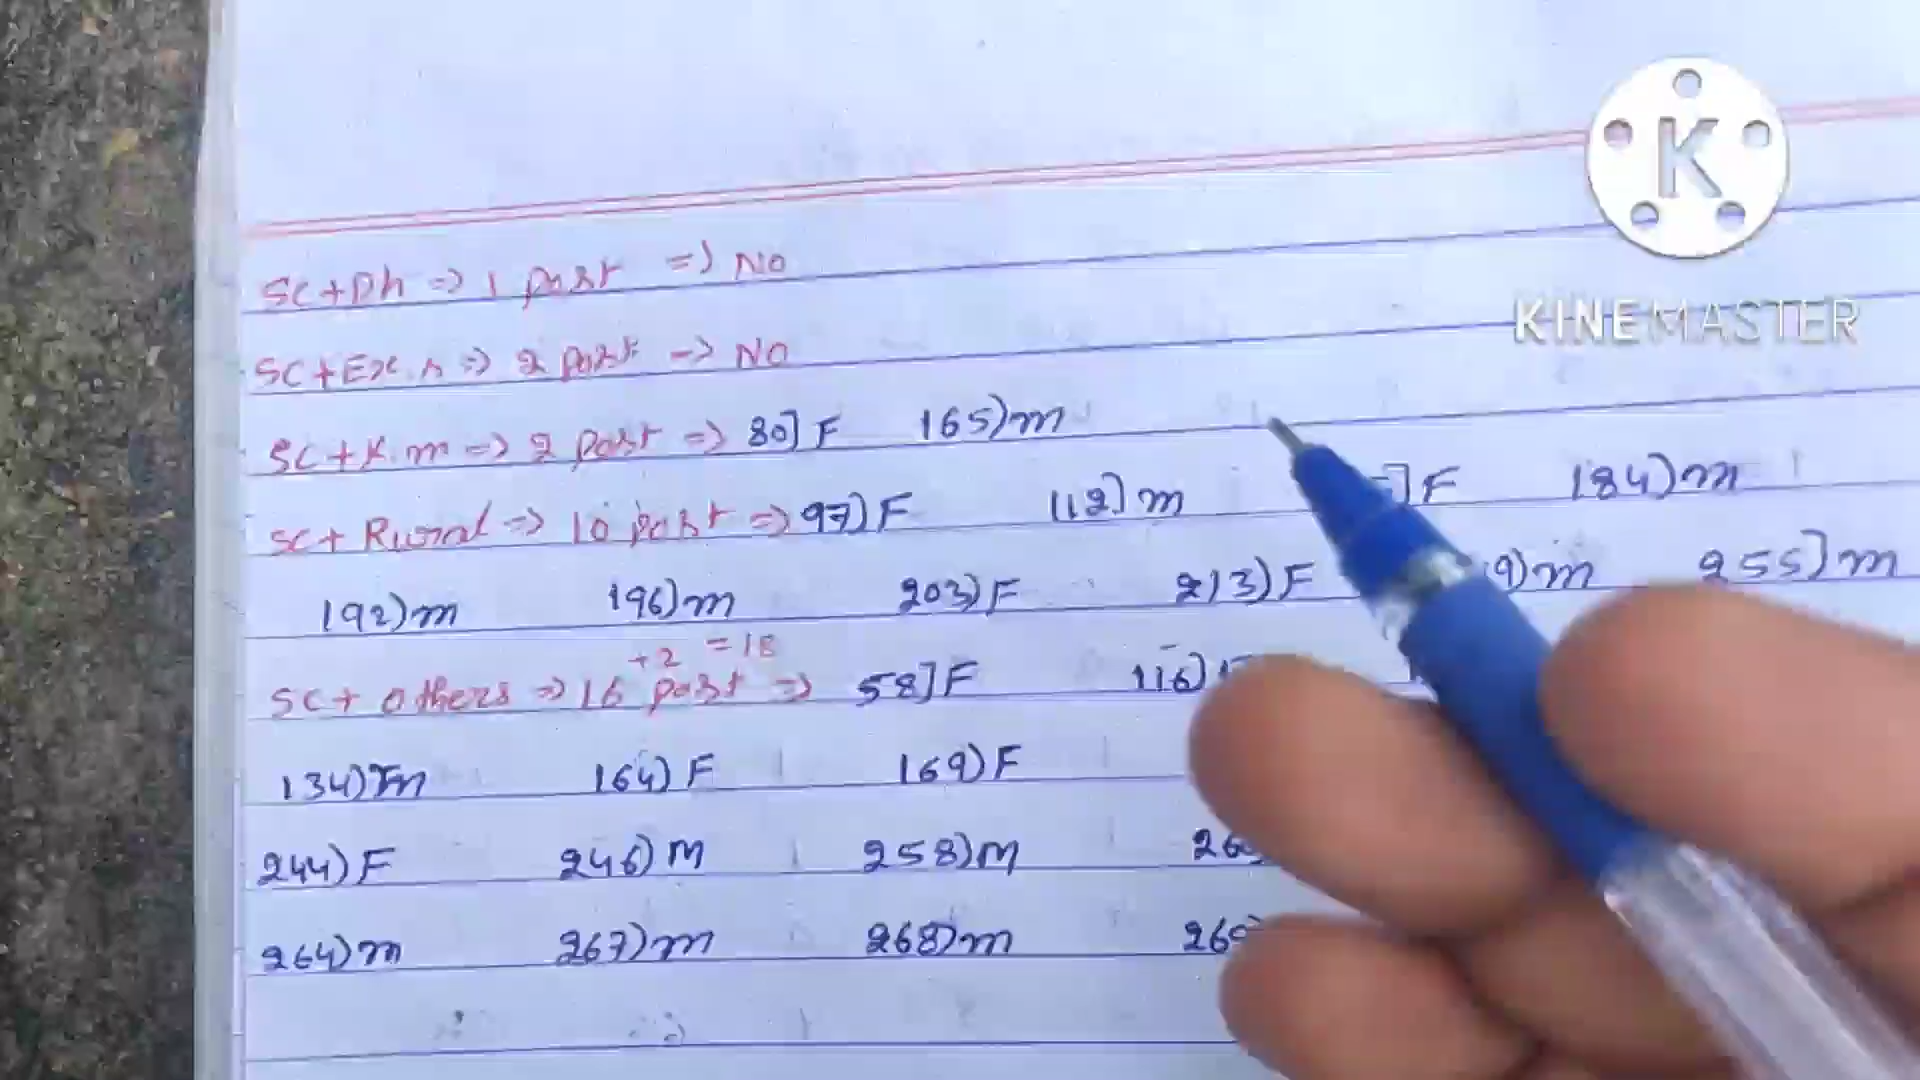 K
KINEMASTER
SC+Ph => 1 post => NO
SC+Ex.s => 2 post => NO
SC+K.m => 2 post => 80] F 165) m
SC+ Rural => 10 post => 97) F 112] m ] F 184) m
192) m 196) m 203) F 213) F 9) m 255] m
+2 = 18
SC+ others => 16 post => 58] F 116)
134) m 164) F 169) F
244) F 246) M 258) M
264) m 267) m 268) m